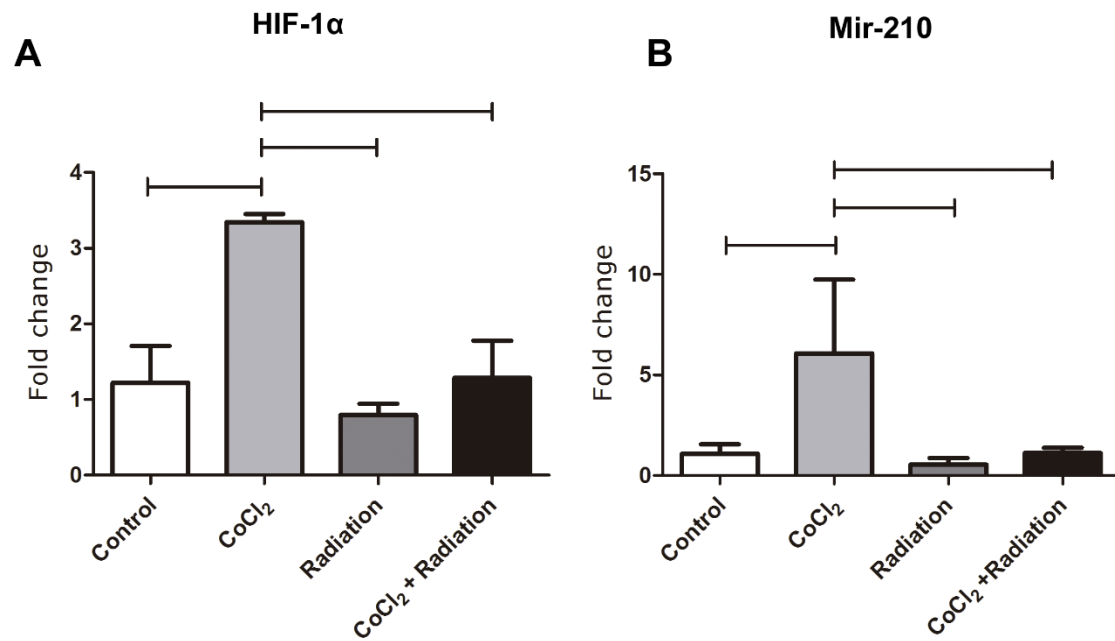 HIF-1α
A
Fold change
4
3
2
1
0
Control
CoCl₂
Radiation
CoCl₂ + Radiation
Mir-210
B
Fold change
15
10
5
0
Control
CoCl₂
Radiation
CoCl₂ +Radiation